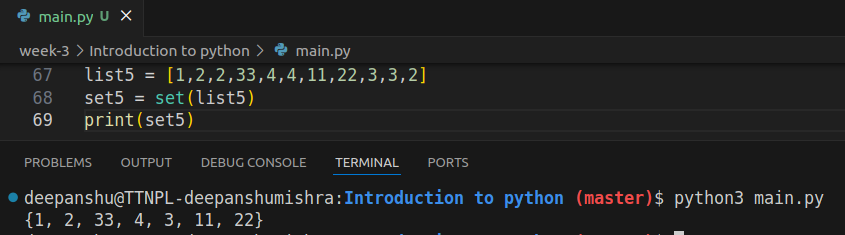 main.py U ×
week-3 > Introduction to python > main.py
67 list5 = [1,2,2,33,4,4,11,22,3,3,2]
68 set5 = set(list5)
69 print(set5)
PROBLEMS OUTPUT DEBUG CONSOLE TERMINAL PORTS
deepanshu@TTNPL-deepanshumishra:Introduction to python (master)$ python3 main.py
{1, 2, 33, 4, 3, 11, 22}